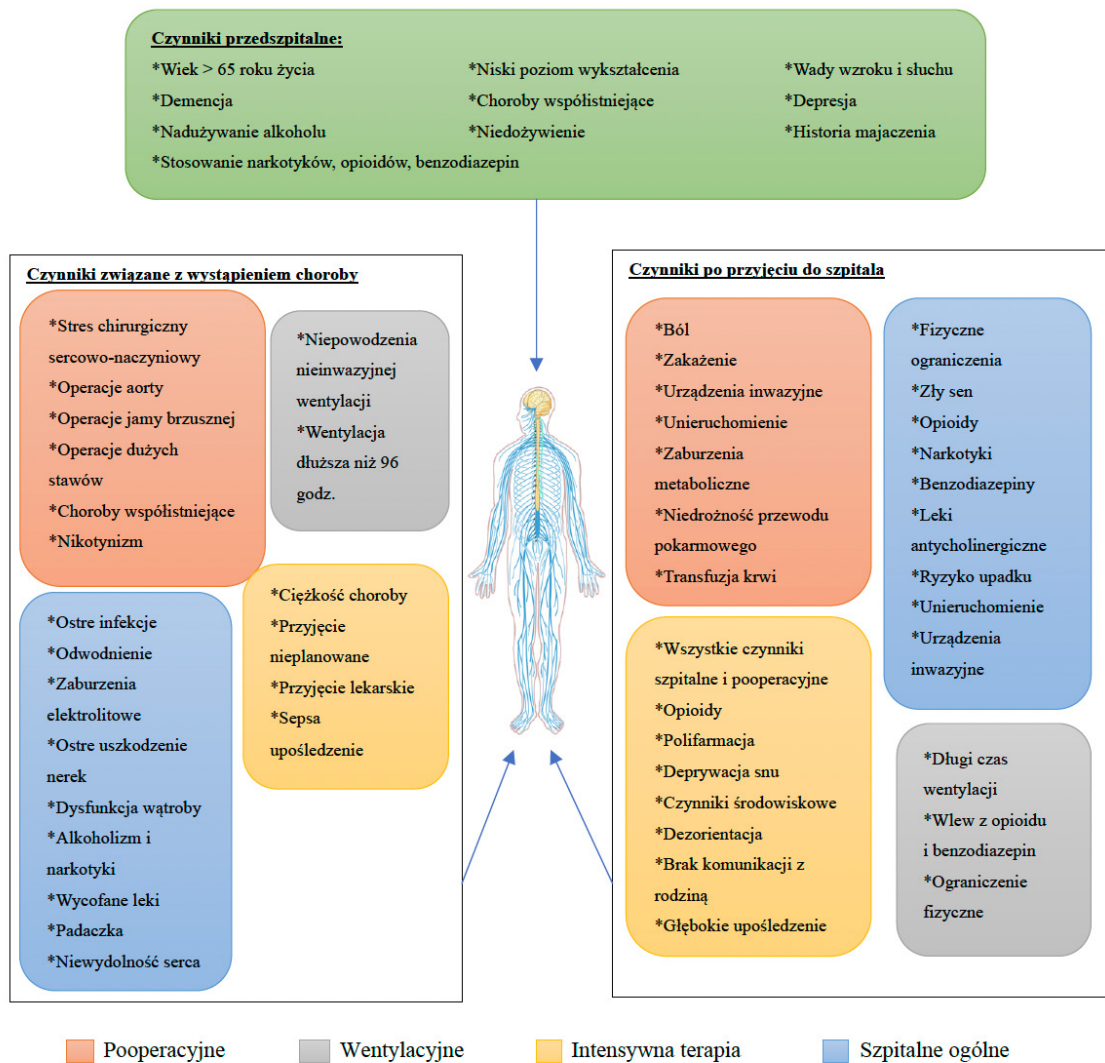 Czynniki przedszpitalne:
*Wiek > 65 roku życia
*Niski poziom wykształcenia
*Wady wzroku i słuchu
*Demencja
*Choroby współistniejące
*Depresja
*Nadużywanie alkoholu
*Niedożywienie
*Historia majaczenia
*Stosowanie narkotyków, opioidów, benzodiazepin
Czynniki związane z wystąpieniem choroby
*Stres chirurgiczny
sercowo-naczyniowy
*Operacje aorty
*Operacje jamy brzusznej
*Operacje dużych
stawów
*Choroby współistniejące
*Nikotynizm
*Niepowodzenia
nieinwazyjnej
wentylacji
*Wentylacja
dłuższa niż 96
godz.
*Ostre infekcje
*Odwodnienie
*Zaburzenia
elektrolitowe
*Ostre uszkodzenie
nerek
*Dysfunkcja wątroby
*Alkoholizm i
narkotyki
*Wycofane leki
*Padaczka
*Niewydolność serca
*Ciężkość choroby
*Przyjęcie
nieplanowane
*Przyjęcie lekarskie
*Sepsa
upośledzenie
Czynniki po przyjęciu do szpitala
*Ból
*Zakażenie
*Urządzenia inwazyjne
*Unieruchomienie
*Zaburzenia
metaboliczne
*Niedrożność przewodu
pokarmowego
*Transfuzja krwi
*Fizyczne
ograniczenia
*Zły sen
*Opioidy
*Narkotyki
*Benzodiazepiny
*Leki
antycholinergiczne
*Ryzyko upadku
*Unieruchomienie
*Urządzenia
inwazyjne
*Wszystkie czynniki
szpitalne i pooperacyjne
*Opioidy
*Polifarmacja
*Deprywacja snu
*Czynniki środowiskowe
*Dezorientacja
*Brak komunikacji z
rodziną
*Głębokie upośledzenie
*Długi czas
wentylacji
*Wlew z opioidu
i benzodiazepin
*Ograniczenie
fizyczne
Pooperacyjne
Wentylacyjne
Intensywna terapia
Szpitalne ogólne